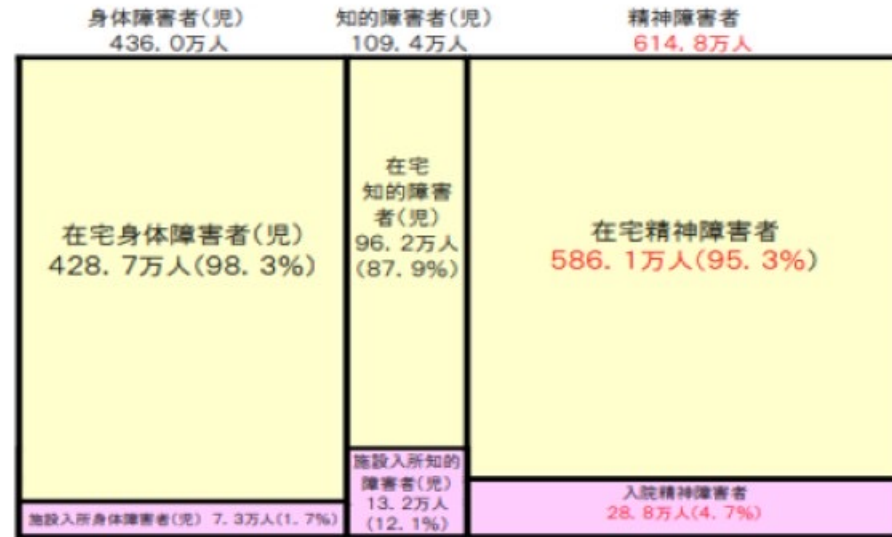 身体障害者(児)
436. 0万人
知的障害者(児)
109. 4万人
精神障害者
614. 8万人
在宅身体障害者(児)
428. 7万人(98. 3%)
在宅
知的障害
者(児)
96. 2万人
(87. 9%)
在宅精神障害者
586. 1万人(95. 3%)
施設入所身体障害者(児) 7. 3万人(1. 7%)
施設入所知的
障害者(児)
13. 2万人
(12. 1%)
入院精神障害者
28. 8万人(4. 7%)